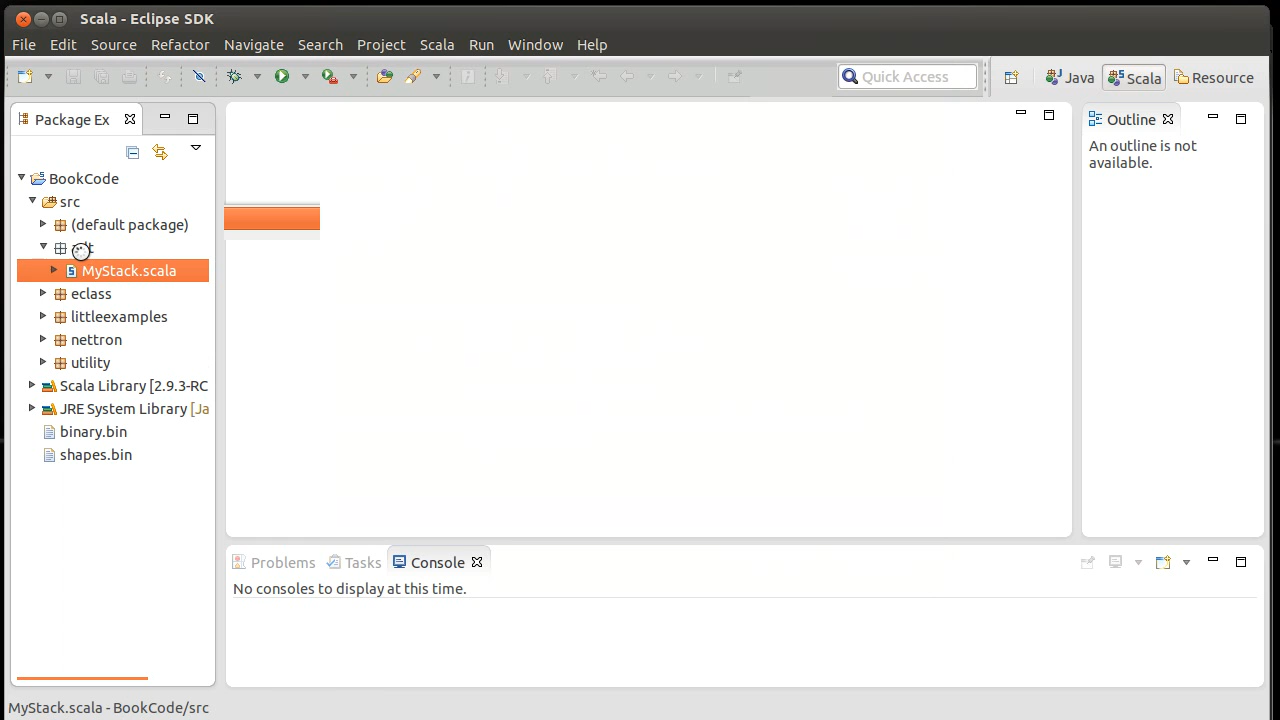 Scala - Eclipse SDK
File Edit Source Refactor Navigate Search Project Scala Run Window Help
Quick Access Java Scala Resource
Package Ex Outline
An outline is not
available.
BookCode
src
(default package)
MyStack.scala
eclass
littleexamples
nettron
utility
Scala Library [2.9.3-RC
JRE System Library [Ja
binary.bin
shapes.bin
Problems Tasks Console
No consoles to display at this time.
MyStack.scala - BookCode/src